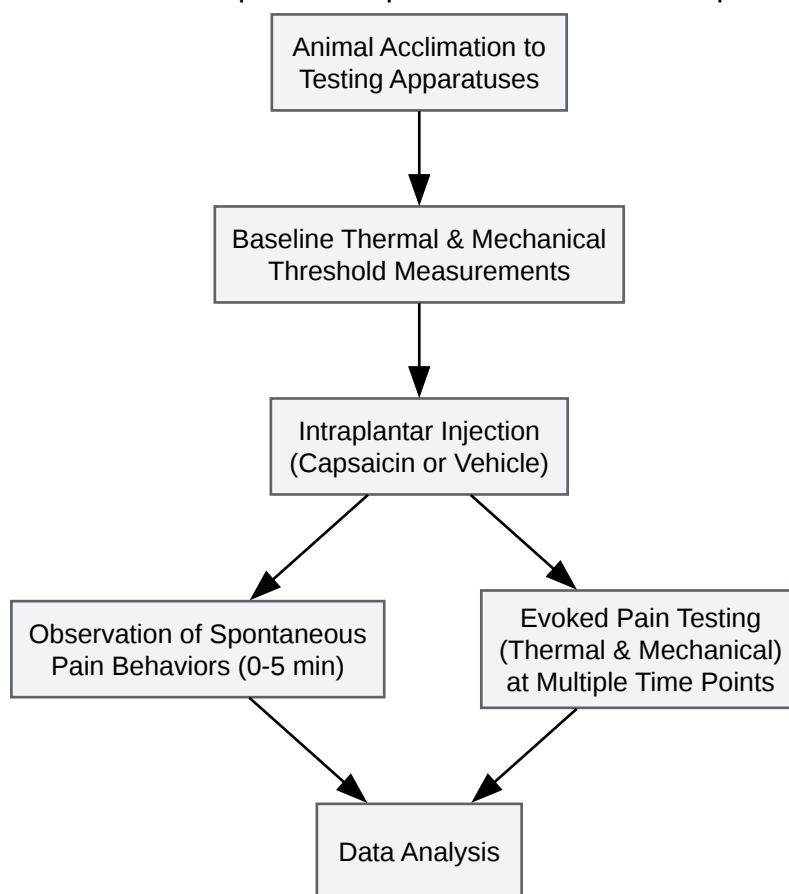 Animal Acclimation to
Testing Apparatuses
Baseline Thermal & Mechanical
Threshold Measurements
Intraplantar Injection
(Capsaicin or Vehicle)
Observation of Spontaneous
Pain Behaviors (0-5 min)
Evoked Pain Testing
(Thermal & Mechanical)
at Multiple Time Points
Data Analysis